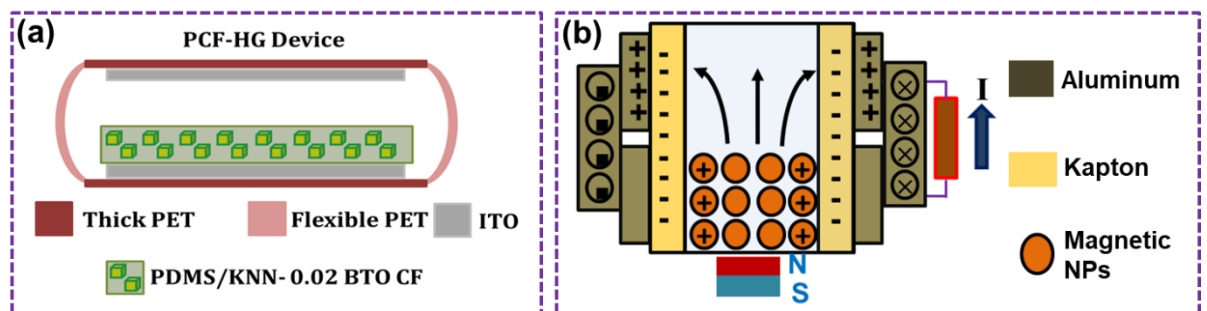 (a)
PCF-HG Device
Thick PET
Flexible PET
ITO
PDMS/KNN- 0.02 BTO CF
(b)
+ + + +
- - - - - - - - -
- - - - - - - - -
+ + + +
+ +
+ +
+ +
N
S
I
Aluminum
Kapton
Magnetic
NPs